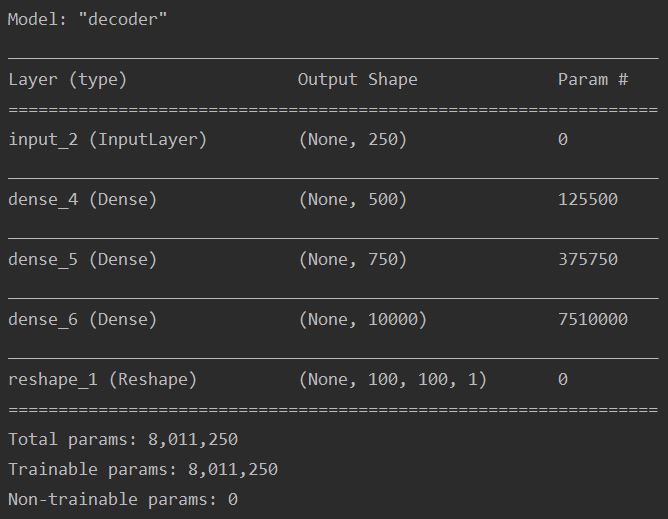 Model: "decoder"
Layer (type) Output Shape Param #
input_2 (InputLayer) (None, 250) 0
dense_4 (Dense) (None, 500) 125500
dense_5 (Dense) (None, 750) 375750
dense_6 (Dense) (None, 10000) 7510000
reshape_1 (Reshape) (None, 100, 100, 1) 0
Total params: 8,011,250
Trainable params: 8,011,250
Non-trainable params: 0